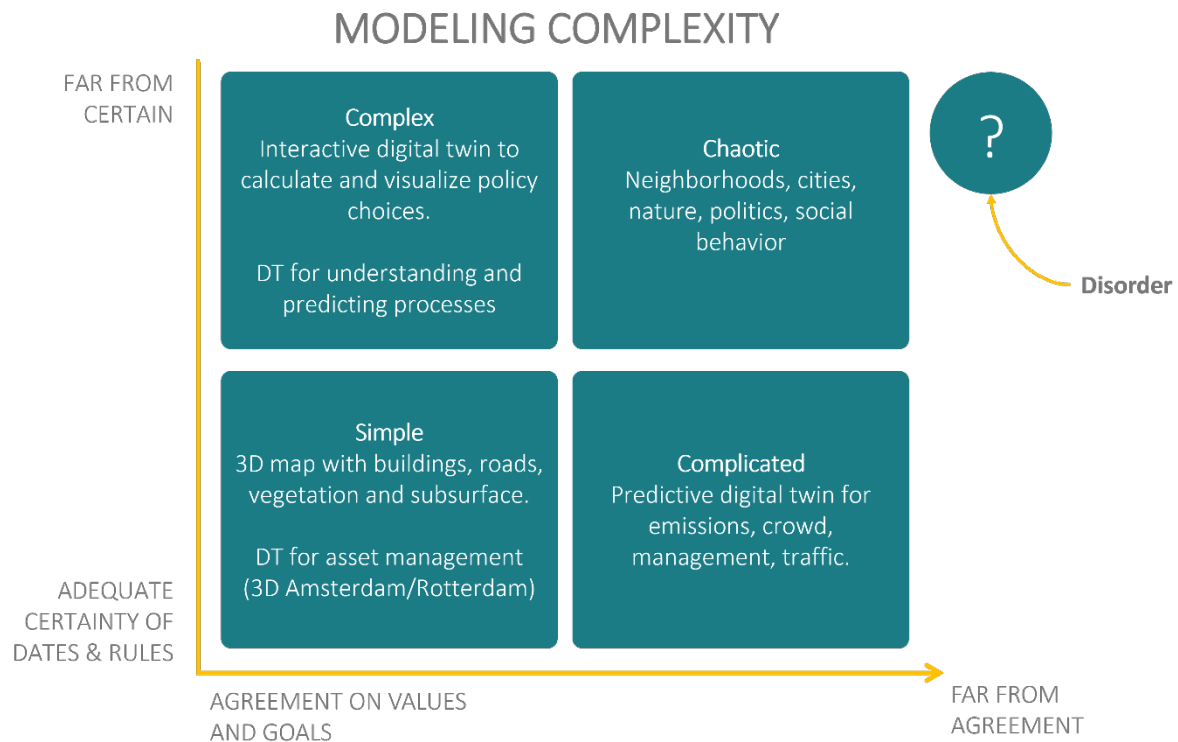 MODELING COMPLEXITY
FAR FROM
CERTAIN
Complex
Interactive digital twin to
calculate and visualize policy
choices.
DT for understanding and
predicting processes
Chaotic
Neighborhoods, cities,
nature, politics, social
behavior
?
Disorder
Simple
3D map with buildings, roads,
vegetation and subsurface.
DT for asset management
(3D Amsterdam/Rotterdam)
Complicated
Predictive digital twin for
emissions, crowd,
management, traffic.
ADEQUATE
CERTAINTY OF
DATES & RULES
AGREEMENT ON VALUES
AND GOALS
FAR FROM
AGREEMENT